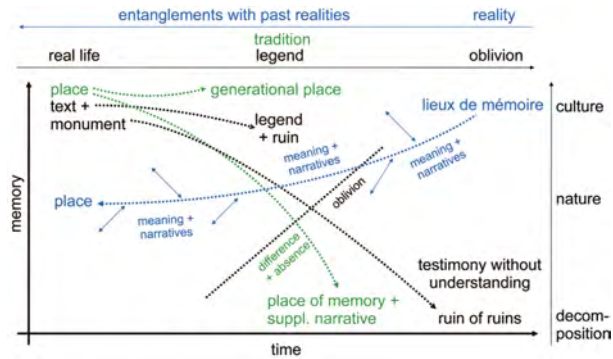 entanglements with past realities
reality
tradition
real life
legend
oblivion
place
generational place
text +
monument
legend
+ ruin
lieux de mémoire
culture
meaning +
narratives
meaning +
narratives
oblivion
memory
place
nature
meaning +
narratives
difference
+ absence
testimony without
understanding
place of memory +
suppl. narrative
ruin of ruins
decom-
position
time